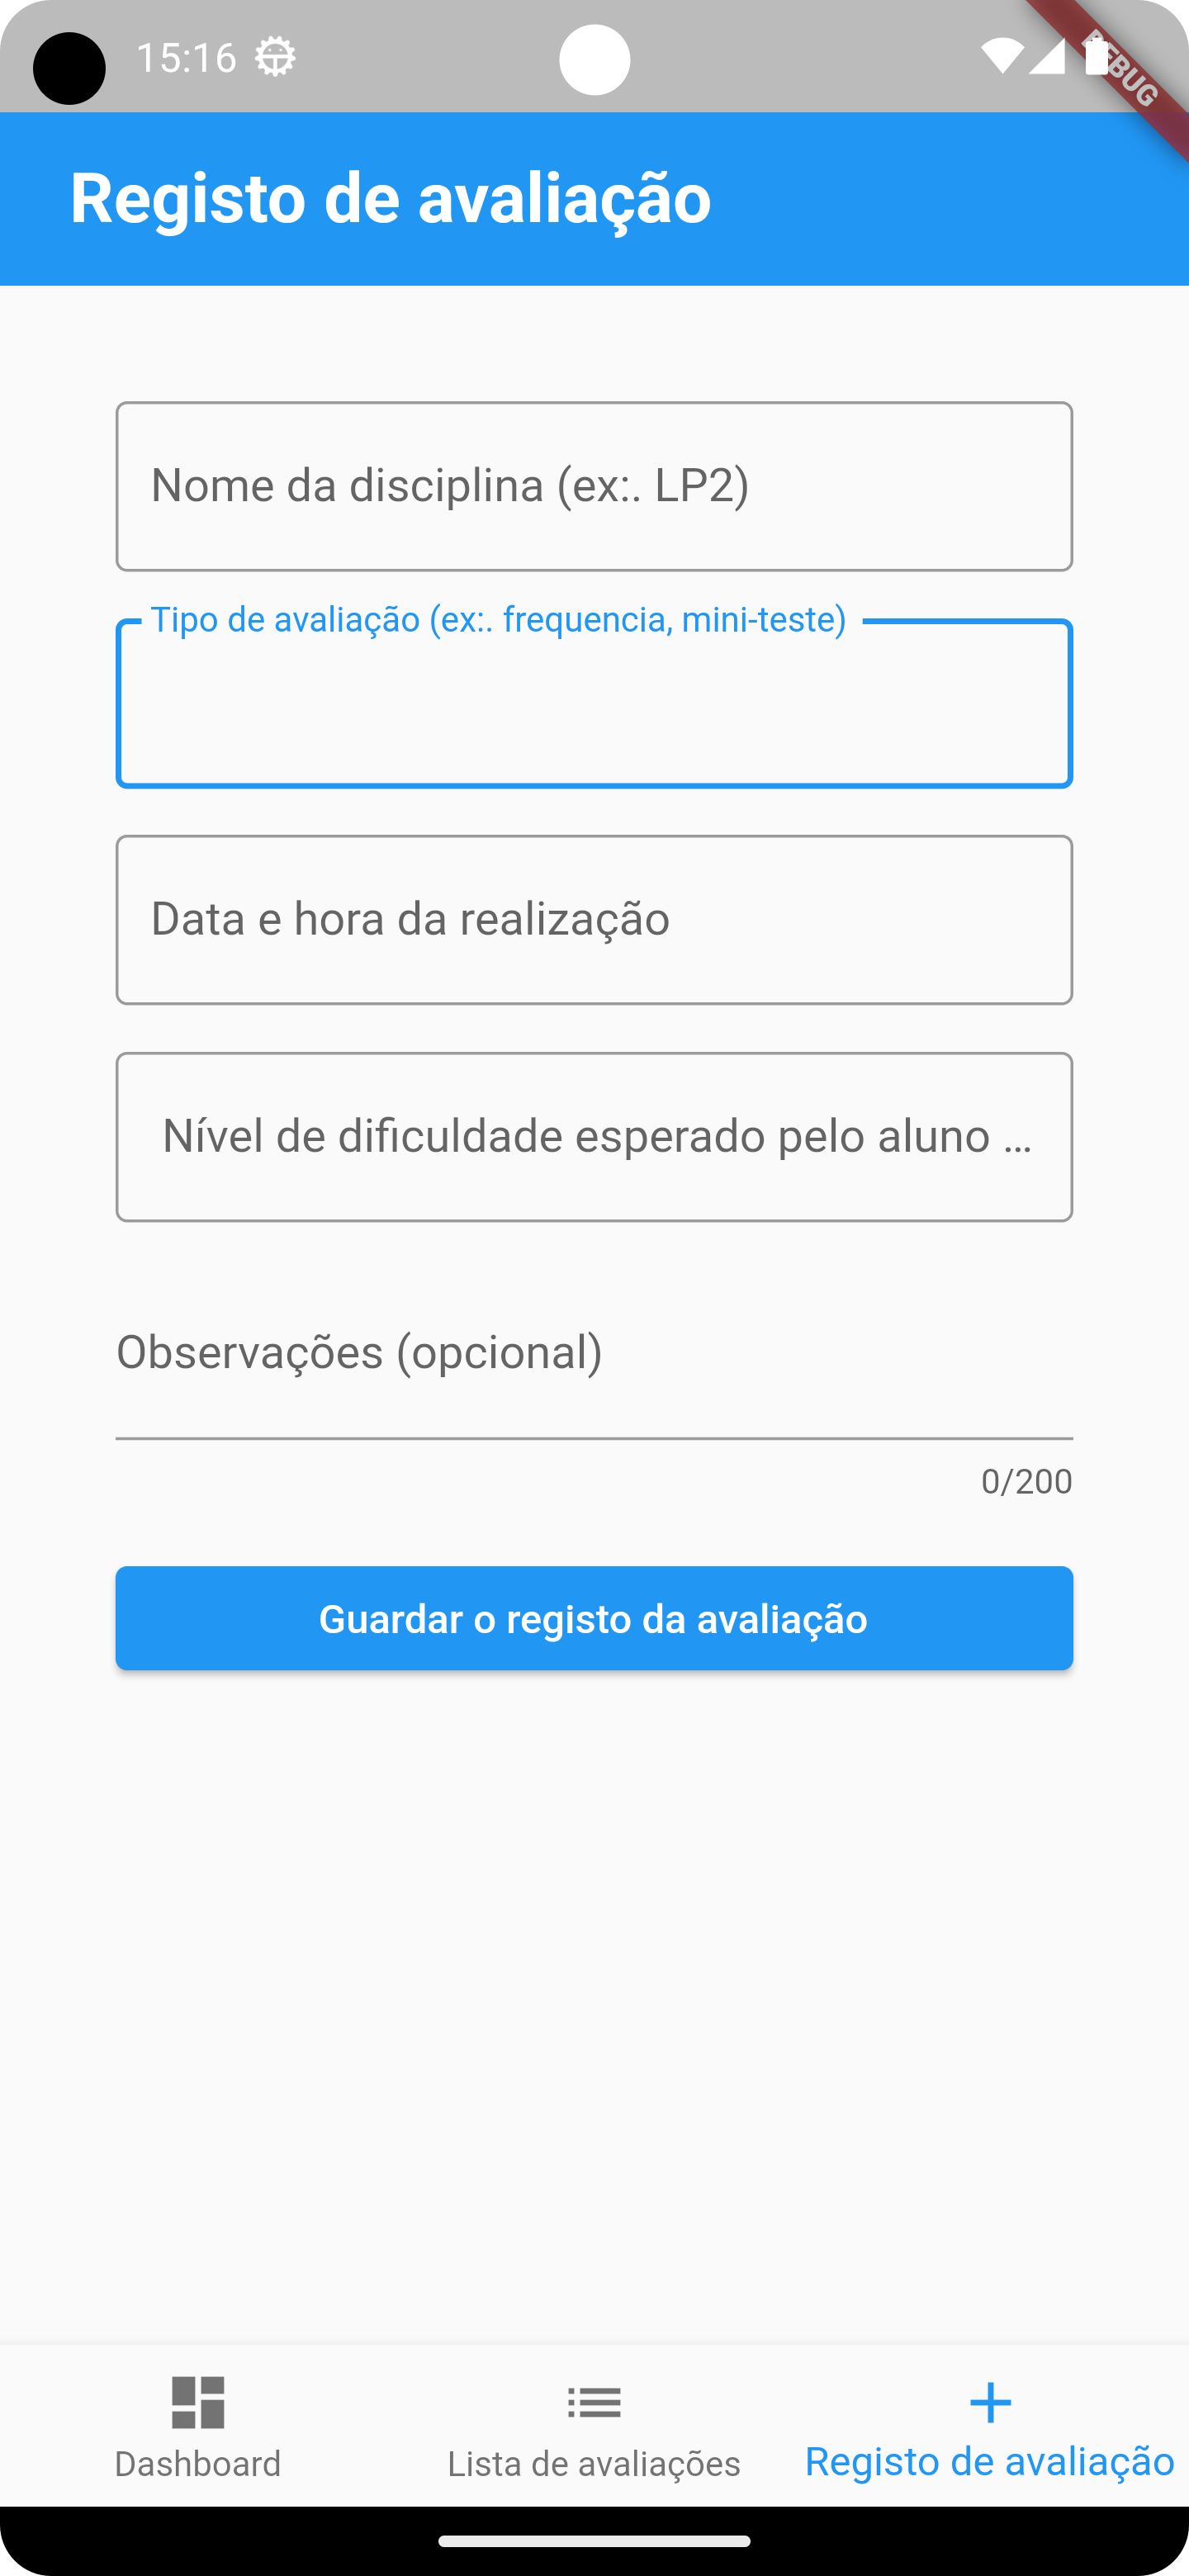 15:16
DEBUG
Registo de avaliação
Nome da disciplina (ex:. LP2)
Tipo de avaliação (ex:. frequencia, mini-teste)
Data e hora da realização
Nível de dificuldade esperado pelo aluno ...
Observações (opcional)
0/200
Guardar o registo da avaliação
Dashboard
Lista de avaliações
Registo de avaliação